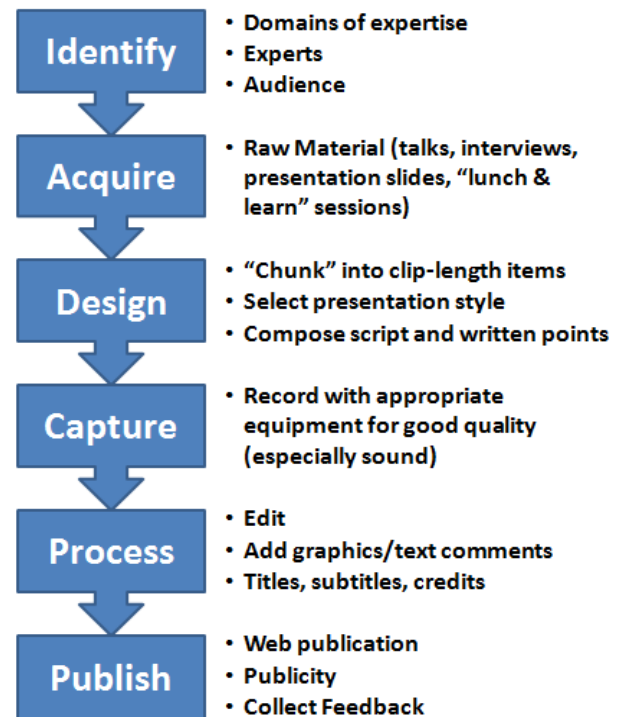 Identify
• Domains of expertise
• Experts
• Audience
Acquire
• Raw Material (talks, interviews,
presentation slides, “lunch &
learn” sessions)
Design
• “Chunk” into clip-length items
• Select presentation style
• Compose script and written points
Capture
• Record with appropriate
equipment for good quality
(especially sound)
Process
• Edit
• Add graphics/text comments
• Titles, subtitles, credits
Publish
• Web publication
• Publicity
• Collect Feedback